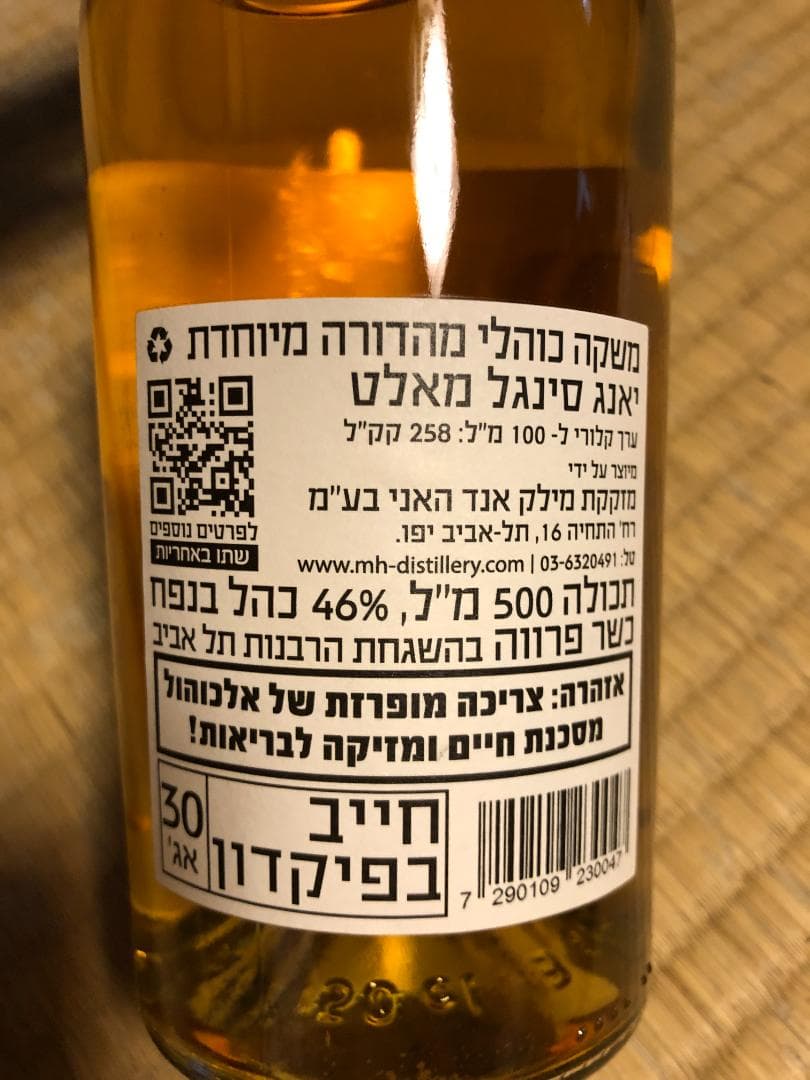 משקה כוהלי מהדורה מיוחדת
יאנג סינגל מאלט
ערך קלורי ל- 100 מ"ל: 258 קק"ל
מיוצר על ידי
מזקקת מילק אנד האני בע"מ
רח' התחיה 16, תל-אביב יפו.
טל: 03-6320491 | www.mh-distillery.com
לפרטים נוספים
שתו באחריות
תכולה 500 מ"ל, 46% כהל בנפח
כשר פרווה בהשגחת הרבנות תל אביב
אזהרה: צריכה מופרזת של אלכוהול
מסכנת חיים ומזיקה לבריאות!
חייב
בפיקדון
30
אג'
7 290109 230047